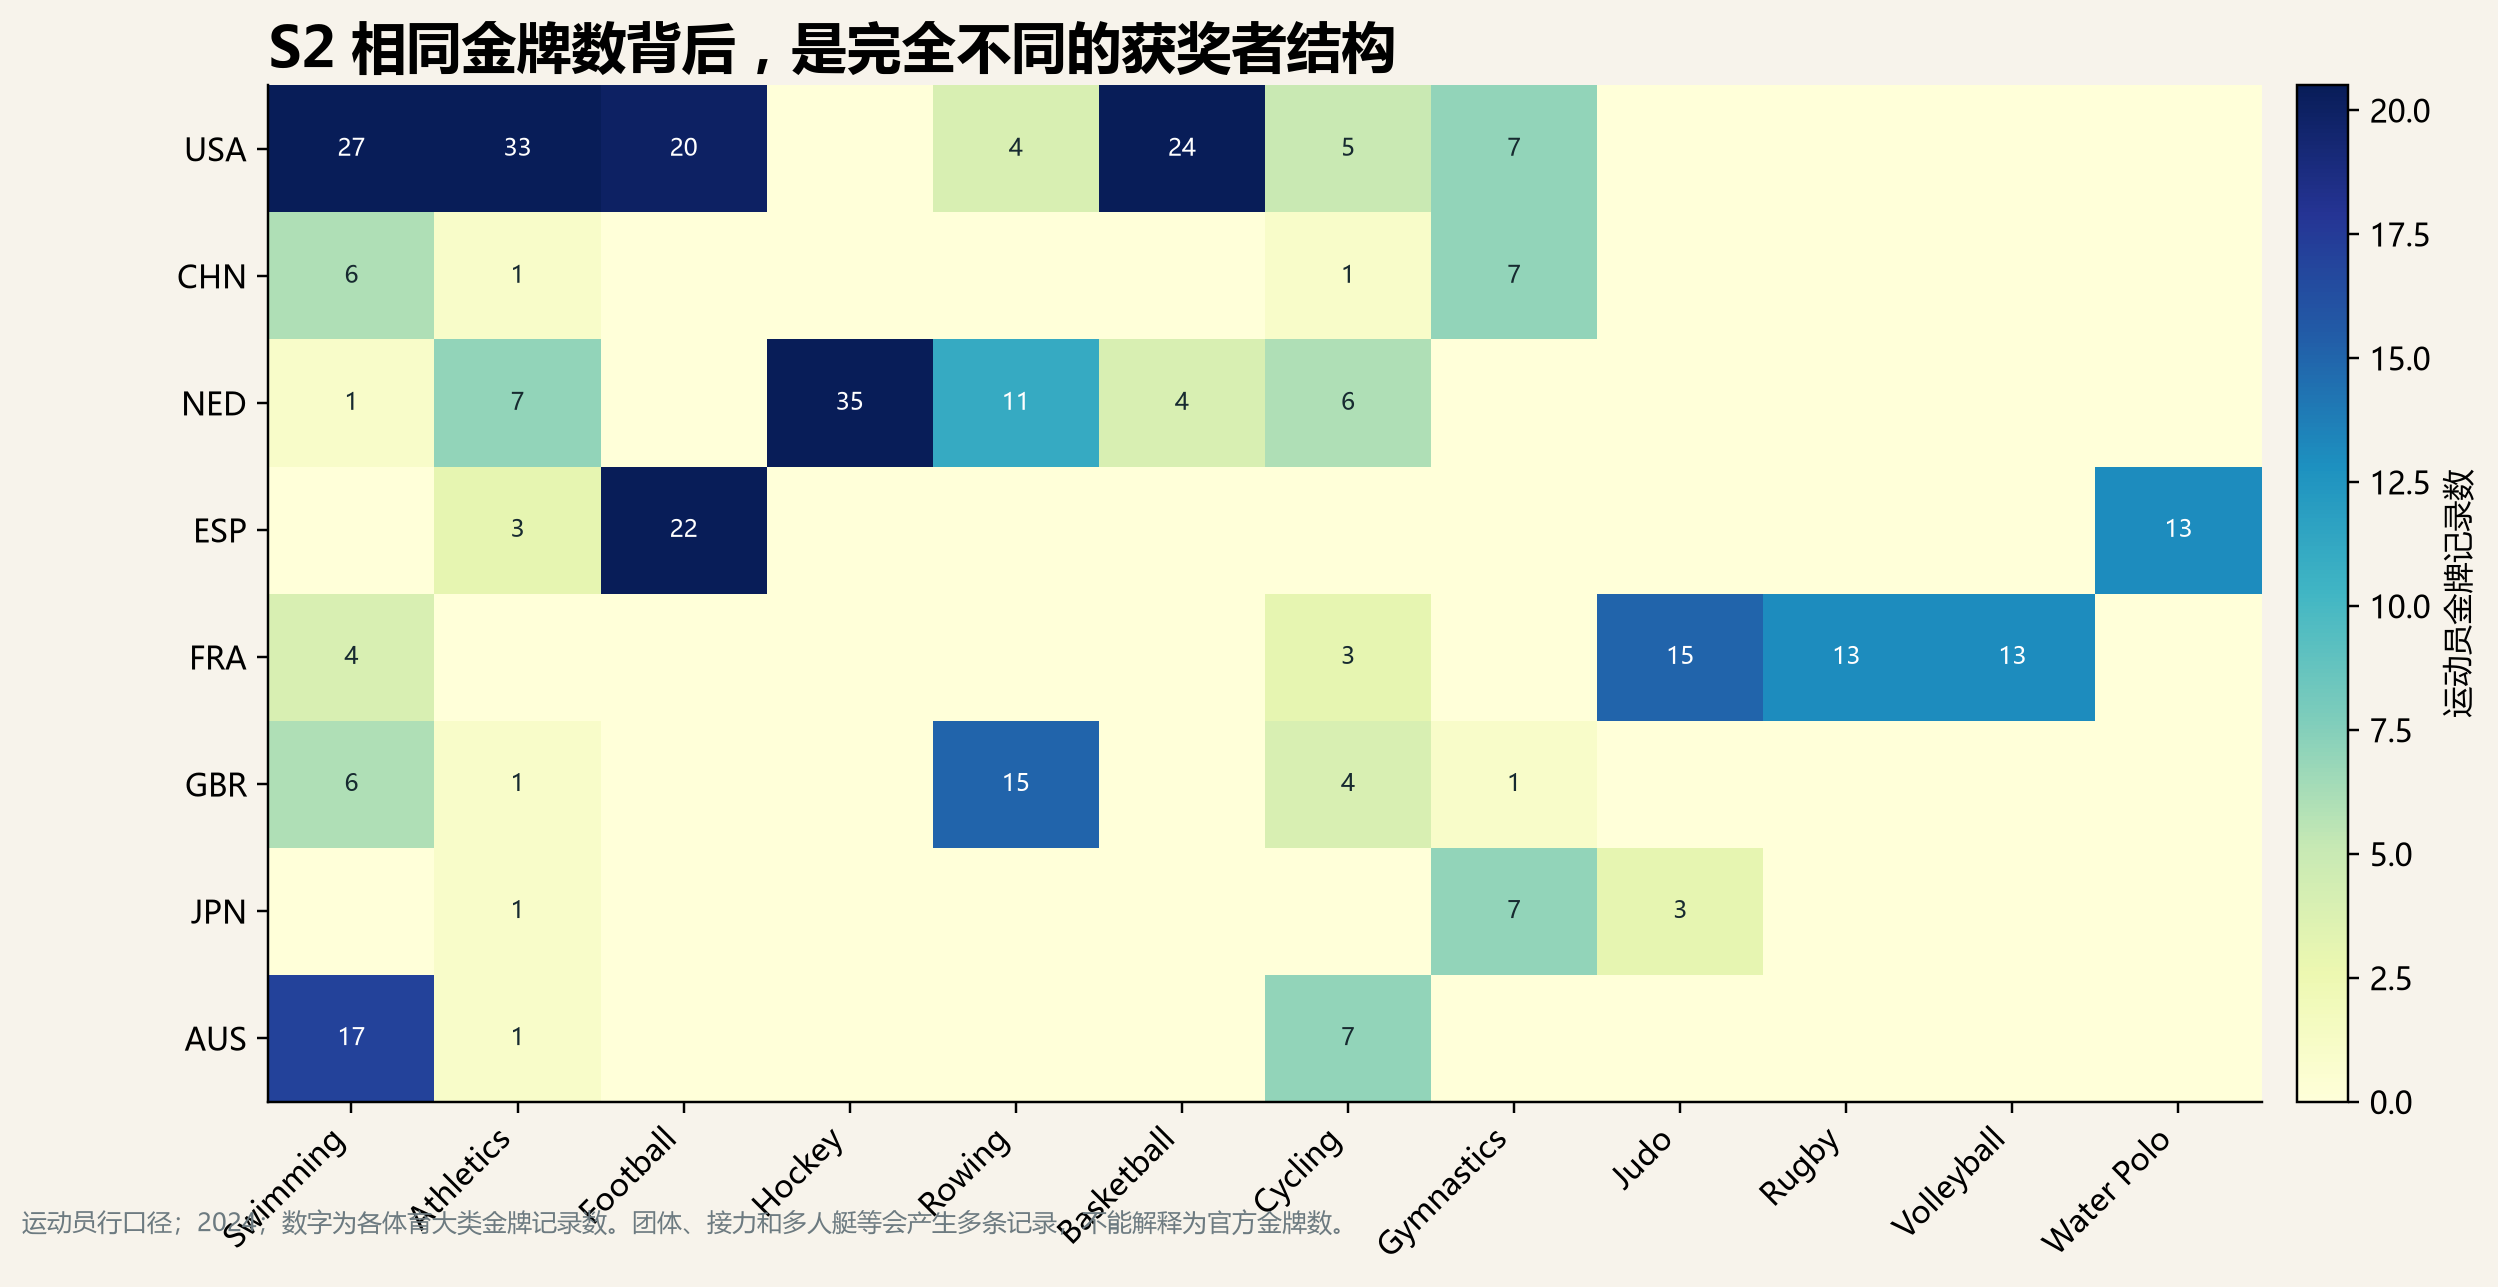 S2 相同金牌数背后，是完全不同的获奖者结构
USA 27 33 20 4 24 5 7
CHN 6 1 1 7
NED 1 7 35 11 4 6
ESP 3 22 13
FRA 4 3 15 13 13
GBR 6 1 15 4 1
JPN 1 7 3
AUS 17 1 7
Swimming
Athletics
Football
Hockey
Rowing
Basketball
Cycling
Gymnastics
Judo
Rugby
Volleyball
Water Polo
20.0
17.5
15.0
12.5
10.0
7.5
5.0
2.5
0.0
运动员金牌记录数
运动员行口径；2024；数字为各体育大类金牌记录数。团体、接力和多人艇等会产生多条记录，不能解释为官方金牌数。